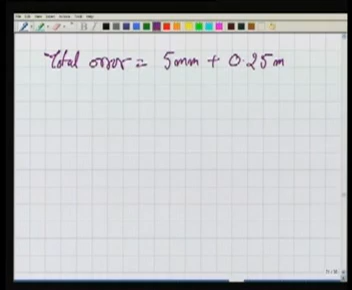 Total error = 5mm + 0.25m